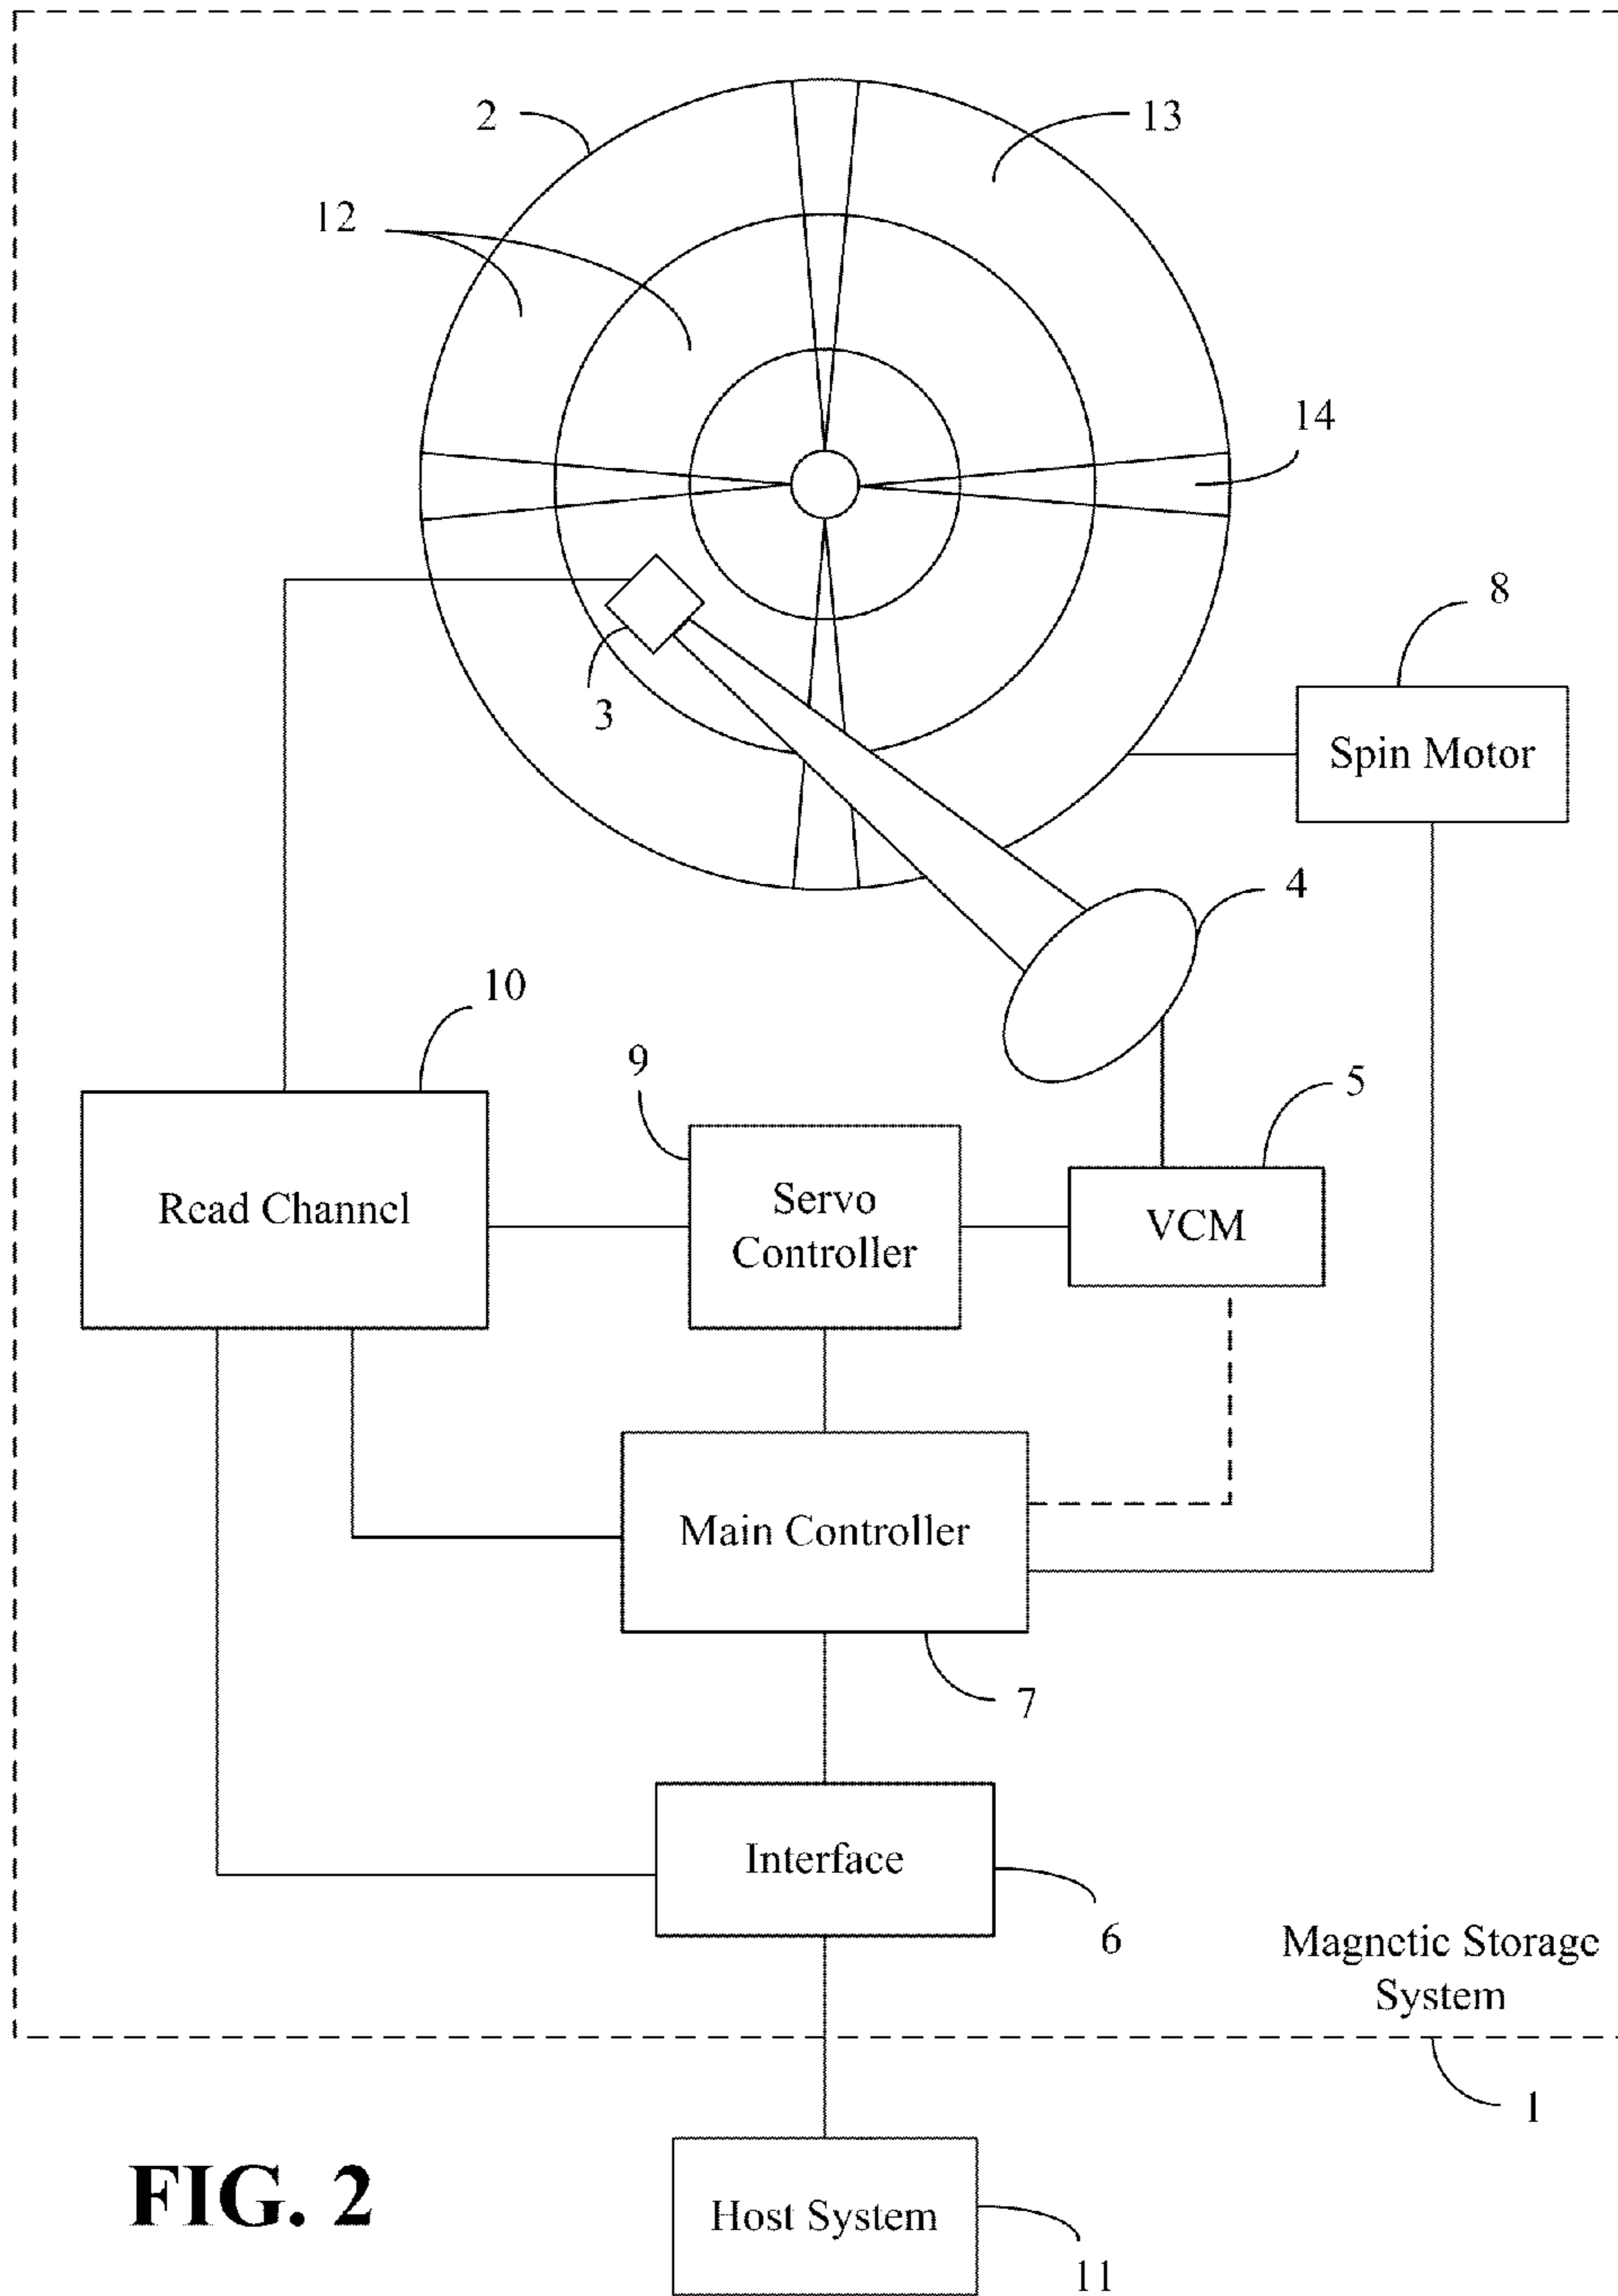 2
13
12
14
3
8
Spin Motor
4
10
9
5
Read Channel
Servo
Controller
VCM
Main Controller
7
Interface
6
Magnetic Storage
System
1
FIG. 2
Host System
11